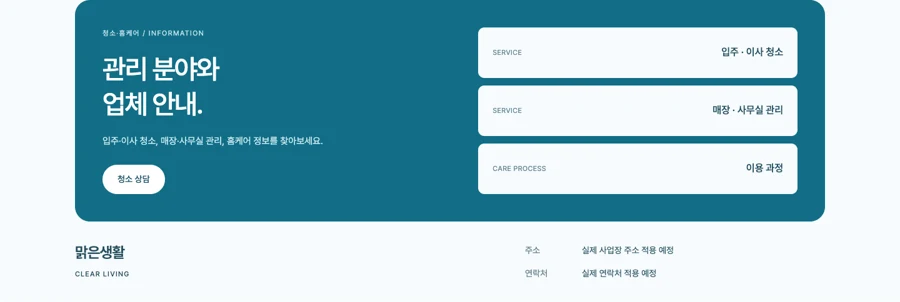 청소·홈케어 / INFORMATION
관리 분야와
업체 안내.
입주·이사 청소, 매장·사무실 관리, 홈케어 정보를 찾아보세요.
청소 상담
SERVICE 입주 · 이사 청소
SERVICE 매장 · 사무실 관리
CARE PROCESS 이용 과정
맑은생활
CLEAR LIVING
주소 실제 사업장 주소 적용 예정
연락처 실제 연락처 적용 예정